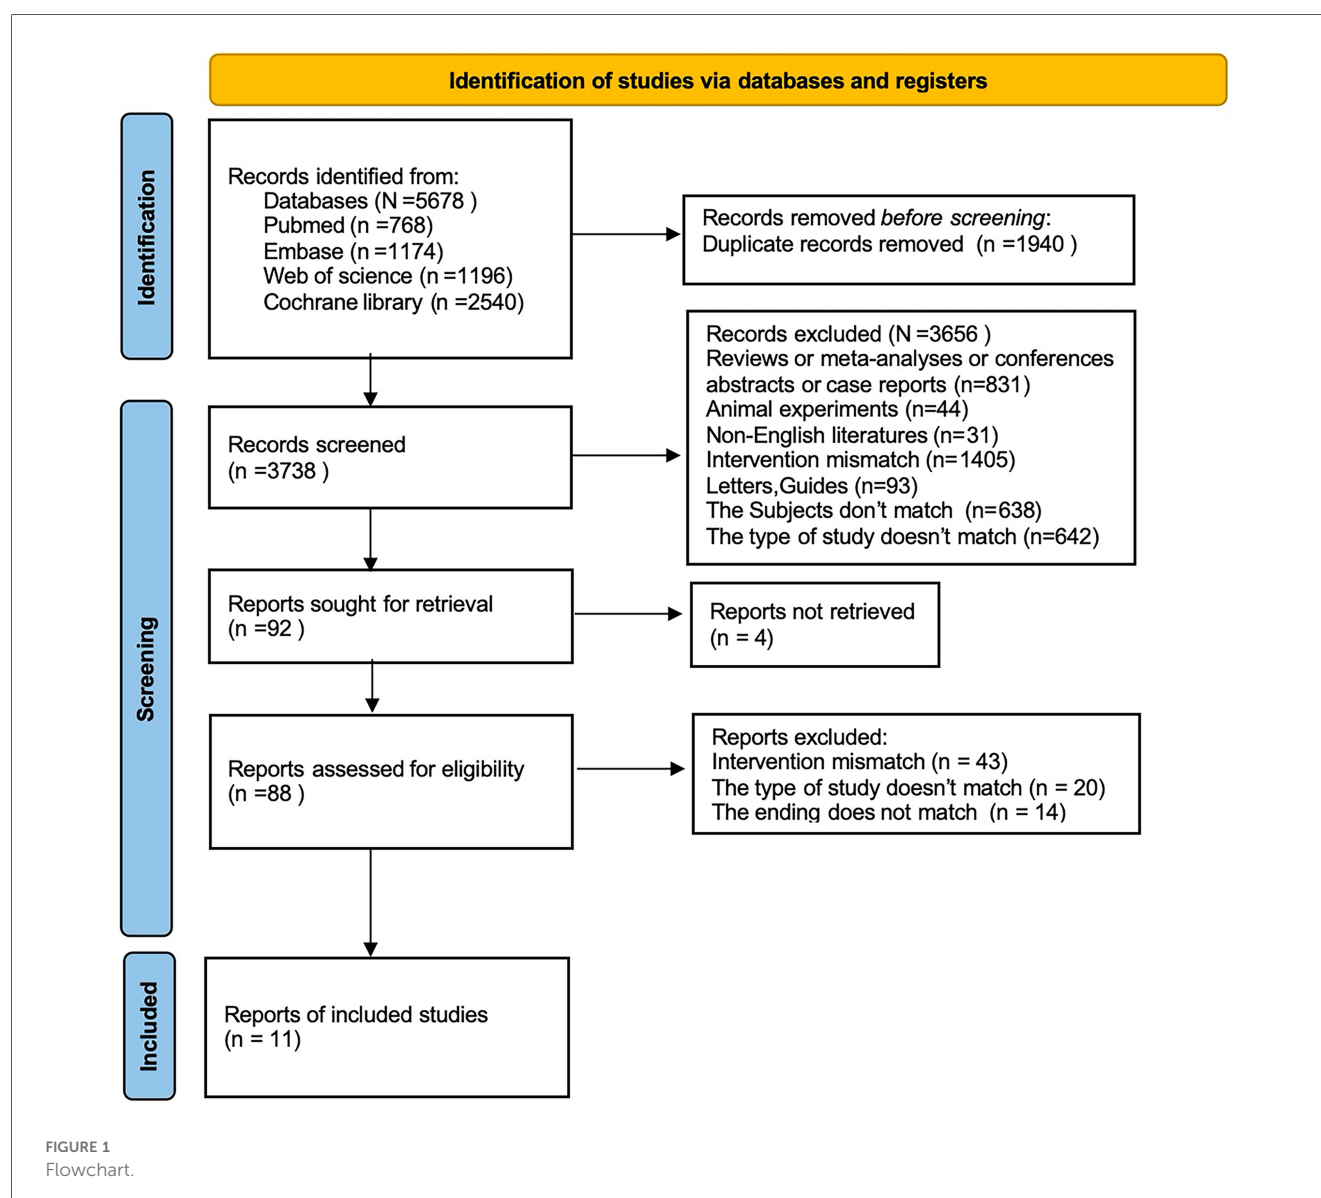 Identification of studies via databases and registers
Identification
Records identified from:
Databases (N =5678 )
Pubmed (n =768)
Embase (n =1174)
Web of science (n =1196)
Cochrane library (n =2540)
Records removed before screening:
Duplicate records removed  (n =1940 )
Screening
Records screened
(n =3738 )
Records excluded (N =3656 )
Reviews or meta-analyses or conferences
abstracts or case reports (n=831)
Animal experiments (n=44)
Non-English literatures (n=31)
Intervention mismatch (n=1405)
Letters,Guides (n=93)
The Subjects don’t match  (n=638)
The type of study doesn’t match (n=642)
Reports sought for retrieval
(n =92 )
Reports not retrieved
(n = 4)
Reports assessed for eligibility
(n =88 )
Reports excluded:
Intervention mismatch (n = 43)
The type of study doesn’t match (n = 20)
The ending does not match  (n = 14)
Included
Reports of included studies
(n = 11)
FIGURE 1
Flowchart.